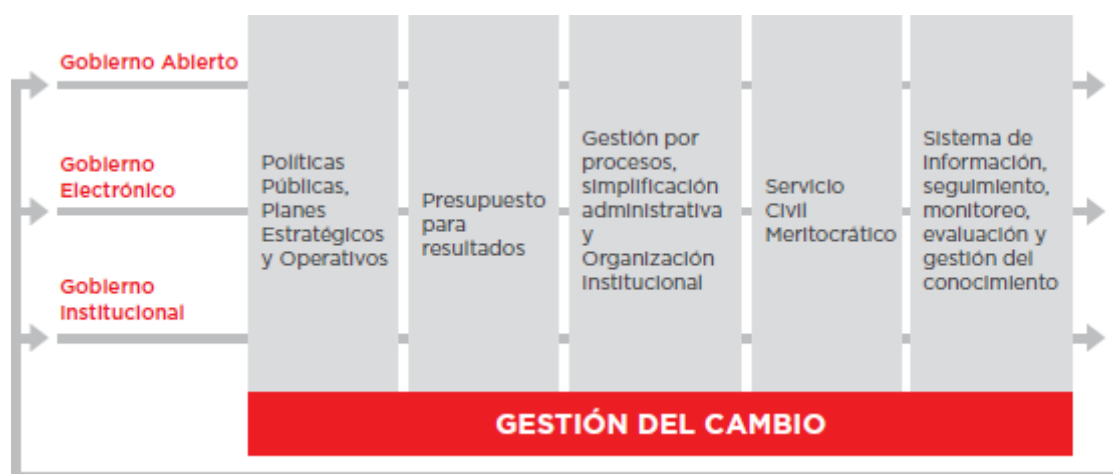 Gobierno Abierto
Gobierno
Electrónico
Gobierno
Institucional
Políticas
Públicas,
Planes
Estratégicos
y Operativos
Presupuesto
para
resultados
Gestión por
procesos,
simplificación
administrativa
y
Organización
Institucional
Servicio
Civil
Meritocrático
Sistema de
información,
seguimiento,
monitoreo,
evaluación y
gestión del
conocimiento
GESTIÓN DEL CAMBIO